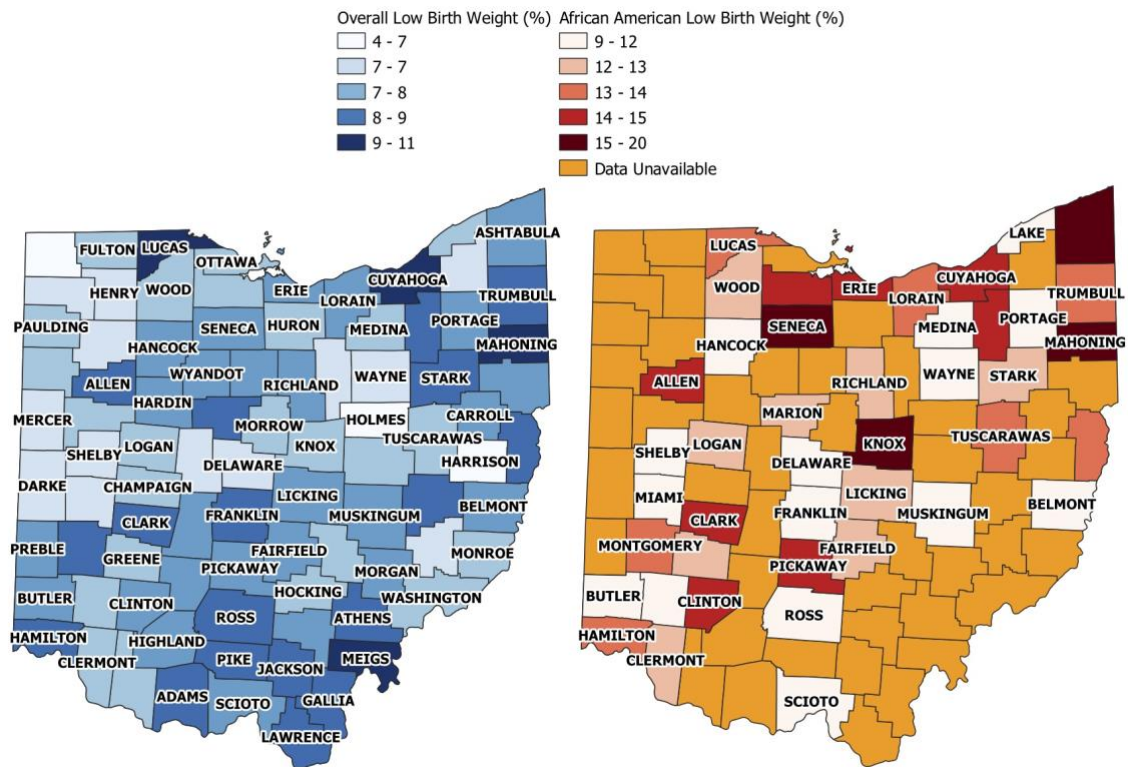 Overall Low Birth Weight (%)
4 - 7
7 - 7
7 - 8
8 - 9
9 - 11
African American Low Birth Weight (%)
9 - 12
12 - 13
13 - 14
14 - 15
15 - 20
Data Unavailable
ASHTABULA
FULTON
LUCAS
OTTAWA
CUYAHOGA
HENRY
WOOD
ERIE
LORAIN
TRUMBULL
PAULDING
SENECA
HURON
MEDINA
PORTAGE
HANCOCK
MAHONING
WYANDOT
ALLEN
RICHLAND
WAYNE
STARK
HARDIN
MERCER
MORROW
HOLMES
CARROLL
LOGAN
KNOX
TUSCARAWAS
SHELBY
DELAWARE
HARRISON
DARKE
CHAMPAIGN
LICKING
BELMONT
CLARK
FRANKLIN
MUSKINGUM
PREBLE
GREENE
FAIRFIELD
MONROE
PICKAWAY
MORGAN
BUTLER
CLINTON
HOCKING
WASHINGTON
ROSS
ATHENS
HAMILTON
HIGHLAND
CLERMONT
PIKE
JACKSON
MEIGS
ADAMS
SCIOTO
GALLIA
LAWRENCE
LAKE
LUCAS
CUYAHOGA
WOOD
ERIE
LORAIN
TRUMBULL
SENECA
MEDINA
PORTAGE
HANCOCK
MAHONING
ALLEN
RICHLAND
WAYNE
STARK
MARION
LOGAN
KNOX
TUSCARAWAS
SHELBY
DELAWARE
MIAMI
LICKING
BELMONT
CLARK
FRANKLIN
MUSKINGUM
MONTGOMERY
FAIRFIELD
PICKAWAY
BUTLER
CLINTON
ROSS
HAMILTON
CLERMONT
SCIOTO